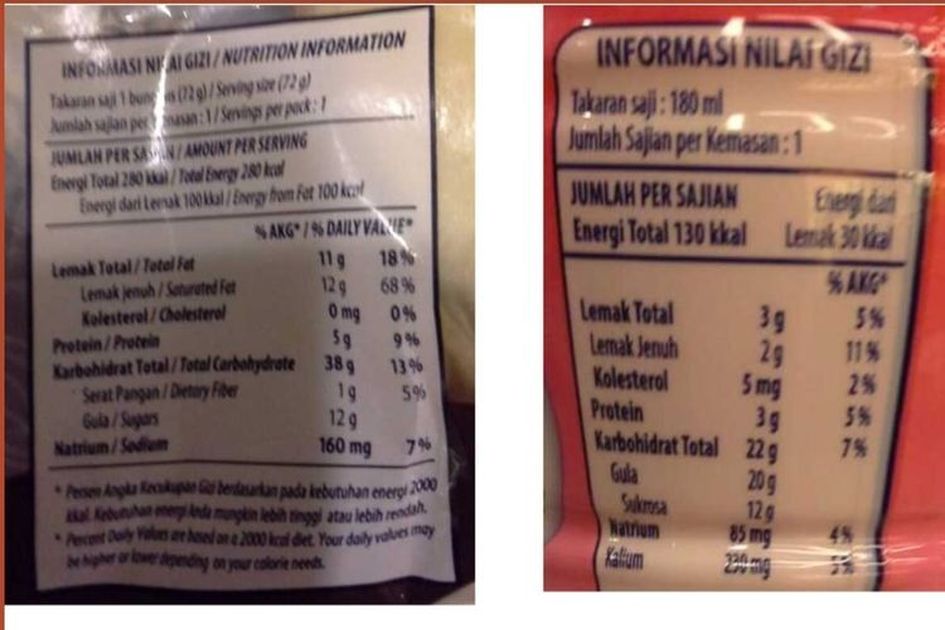 INFORMASI NILAI GIZI / NUTRITION INFORMATION
Takaran saji 1 (72 g) / Serving size (72 g)
Jumlah sajian per : 1 / Servings per pack : 1
JUMLAH PER SAJIAN / AMOUNT PER SERVING
Energi Total 280 kkal / Total Energy 280 kcal
Energi dari Lemak 100 kkal / Energy from Fat 100 kcal
% AKG* / % DAILY VALUE*
Lemak Total / Total Fat 11 g 18 %
Lemak jenuh / Saturated Fat 12 g 68 %
Kolesterol / Cholesterol 0 mg 0 %
Protein / Protein 5 g 9 %
Karbohidrat Total / Total Carbohydrate 38 g 13 %
Serat Pangan / Dietary Fiber 1 g 5 %
Gula / Sugars 12 g
Natrium / Sodium 160 mg 7 %
* Persen Angka Kecukupan Gizi berdasarkan pada kebutuhan energi 2000
kkal. Kebutuhan energi Anda mungkin lebih tinggi atau lebih rendah.
* Percent Daily Values are based on a 2000 kcal diet. Your daily values may
be higher or lower depending on your calorie needs.
INFORMASI NILAI GIZI
Takaran saji : 180 ml
Jumlah Sajian per Kemasan : 1
JUMLAH PER SAJIAN Energi dari
Energi Total 130 kkal Lemak 30 kkal
% AKG*
Lemak Total 3 g 5 %
Lemak Jenuh 2 g 11 %
Kolesterol 5 mg 2 %
Protein 3 g 5 %
Karbohidrat Total 22 g 7 %
Gula 20 g
Sukrosa 12 g
Natrium 85 mg 4 %
Kalium 230 mg 5 %